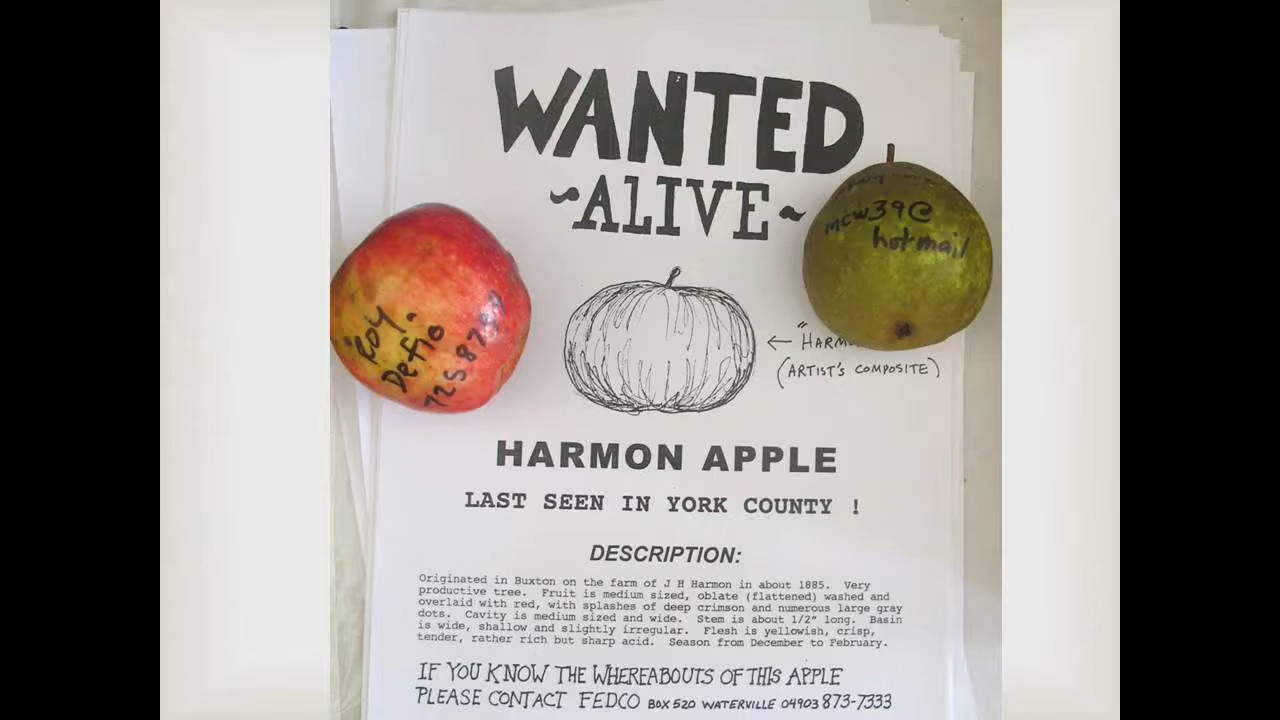 WANTED
~ALIVE~
mcw39@
hotmail
Roy
Defio
← "HARM
(ARTIST'S COMPOSITE)
HARMON APPLE
LAST SEEN IN YORK COUNTY !
DESCRIPTION:
Originated in Buxton on the farm of J H Harmon in about 1885. Very
productive tree. Fruit is medium sized, oblate (flattened) washed and
overlaid with red, with splashes of deep crimson and numerous large gray
dots. Cavity is medium sized and wide. Stem is about 1/2" long. Basin
is wide, shallow and slightly irregular. Flesh is yellowish, crisp,
tender, rather rich but sharp acid. Season from December to February.
IF YOU KNOW THE WHEREABOUTS OF THIS APPLE
PLEASE CONTACT FEDCO BOX 520 WATERVILLE 04903 873-7333